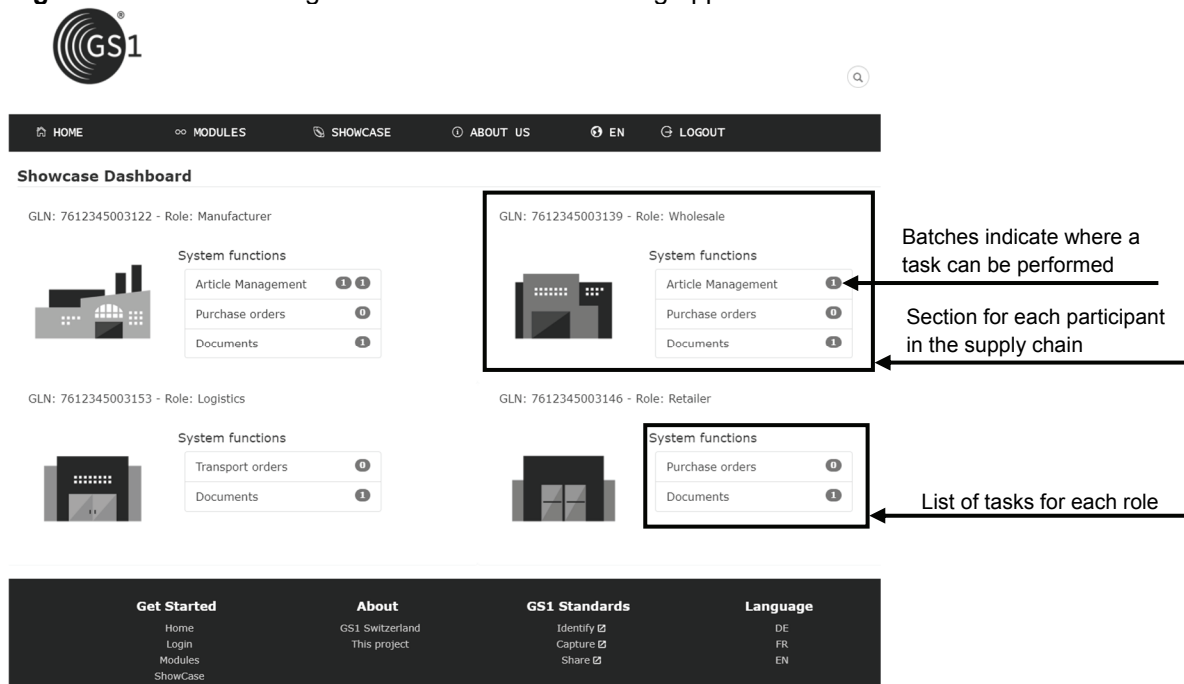 GS1
HOME MODULES SHOWCASE ABOUT US EN LOGOUT
Showcase Dashboard
GLN: 7612345003122 - Role: Manufacturer
System functions
Article Management 1 1
Purchase orders 0
Documents 1
GLN: 7612345003139 - Role: Wholesale
System functions
Article Management 1
Purchase orders 0
Documents 1
Batches indicate where a
task can be performed
Section for each participant
in the supply chain
GLN: 7612345003153 - Role: Logistics
System functions
Transport orders 0
Documents 1
GLN: 7612345003146 - Role: Retailer
System functions
Purchase orders 0
Documents 1
List of tasks for each role
Get Started
Home
Login
Modules
ShowCase
About
GS1 Switzerland
This project
GS1 Standards
Identify
Capture
Share
Language
DE
FR
EN